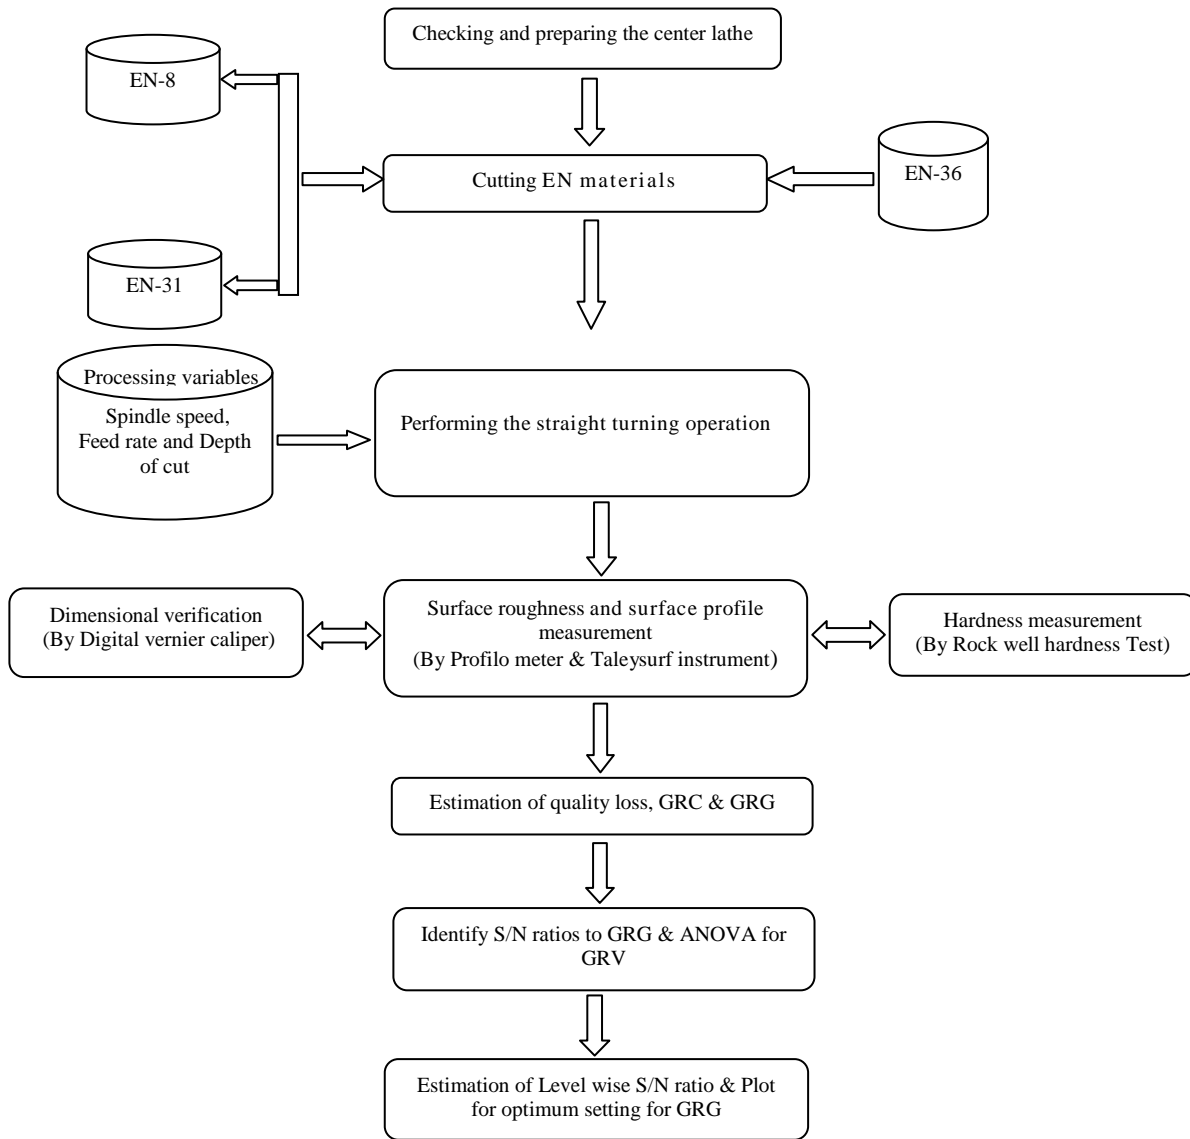 Checking and preparing the center lathe
EN-8
Cutting EN materials
EN-36
EN-31
Processing variables
Spindle speed,
Feed rate and Depth
of cut
Performing the straight turning operation
Dimensional verification
(By Digital vernier caliper)
Surface roughness and surface profile
measurement
(By Profilo meter & Taleysurf instrument)
Hardness measurement
(By Rock well hardness Test)
Estimation of quality loss, GRC & GRG
Identify S/N ratios to GRG & ANOVA for
GRV
Estimation of Level wise S/N ratio & Plot
for optimum setting for GRG